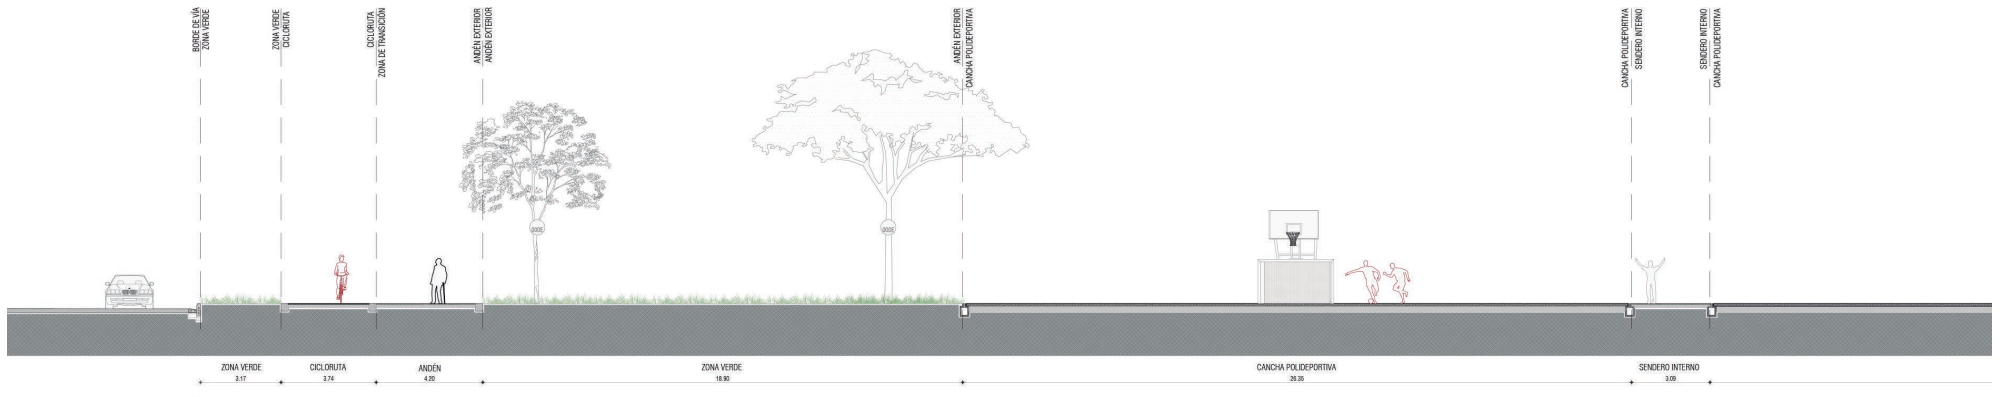 BORDE DE VÍA
ZONA VERDE
ZONA VERDE
CICLORUTA
CICLORUTA
ZONA DE TRANSICIÓN
ANDÉN EXTERIOR
ANDÉN EXTERIOR
ANDÉN EXTERIOR
CANCHA POLIDEPORTIVA
CANCHA POLIDEPORTIVA
SENDERO INTERNO
SENDERO INTERNO
CANCHA POLIDEPORTIVA
ZONA VERDE
3.17
CICLORUTA
3.74
ANDÉN
4.20
ZONA VERDE
18.90
CANCHA POLIDEPORTIVA
26.35
SENDERO INTERNO
3.09